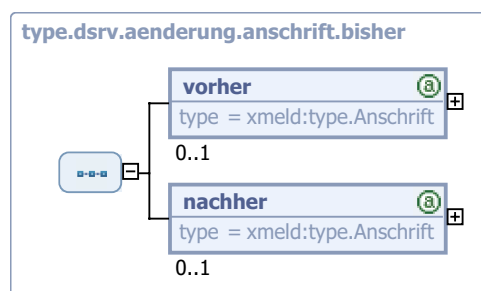 type.dsrv.aenderung.anschrift.bisher
vorher
type = xmeld:type.Anschrift
0..1
nachher
type = xmeld:type.Anschrift
0..1